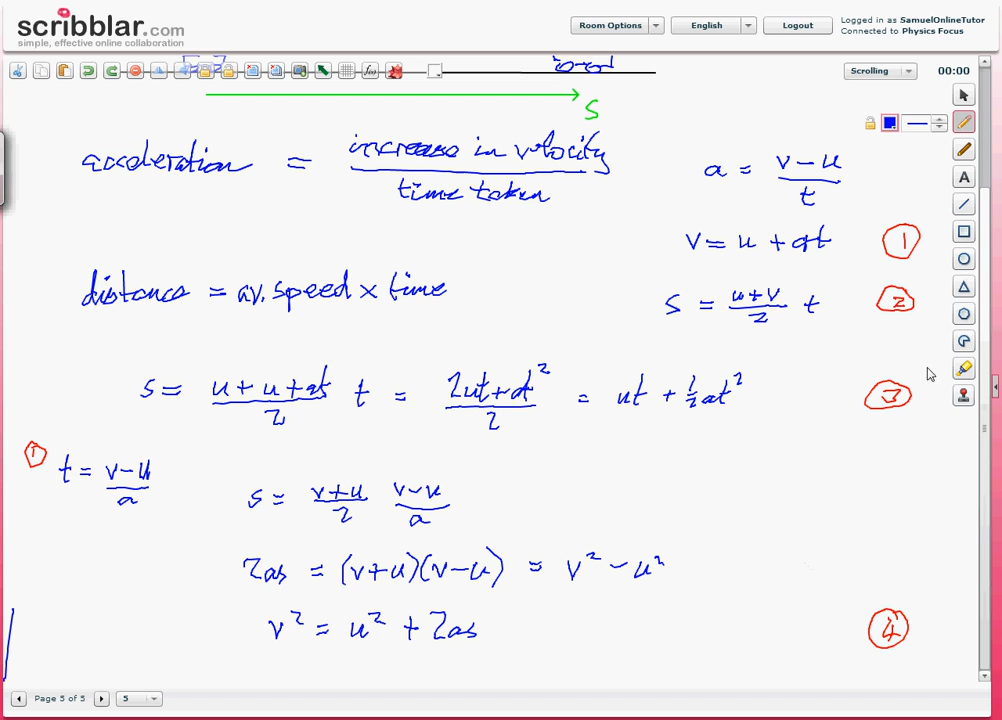 scribblar.com
simple, effective online collaboration
Room Options
English
Logout
Logged in as SamuelOnlineTutor
Connected to Physics Focus
f(x)
Scrolling
00:00
A
S
acceleration = increase in velocity / time taken
a = v-u / t
v = u + at ①
distance = av. speed × time
s = u+v / 2 t ②
s = u+u+at / 2 t = 2ut+at² / 2 = ut + ½at² ③
① t = v-u / a
s = v+u / 2 v-u / a
2as = (v+u)(v-u) = v² - u²
v² = u² + 2as ④
Page 5 of 5
5